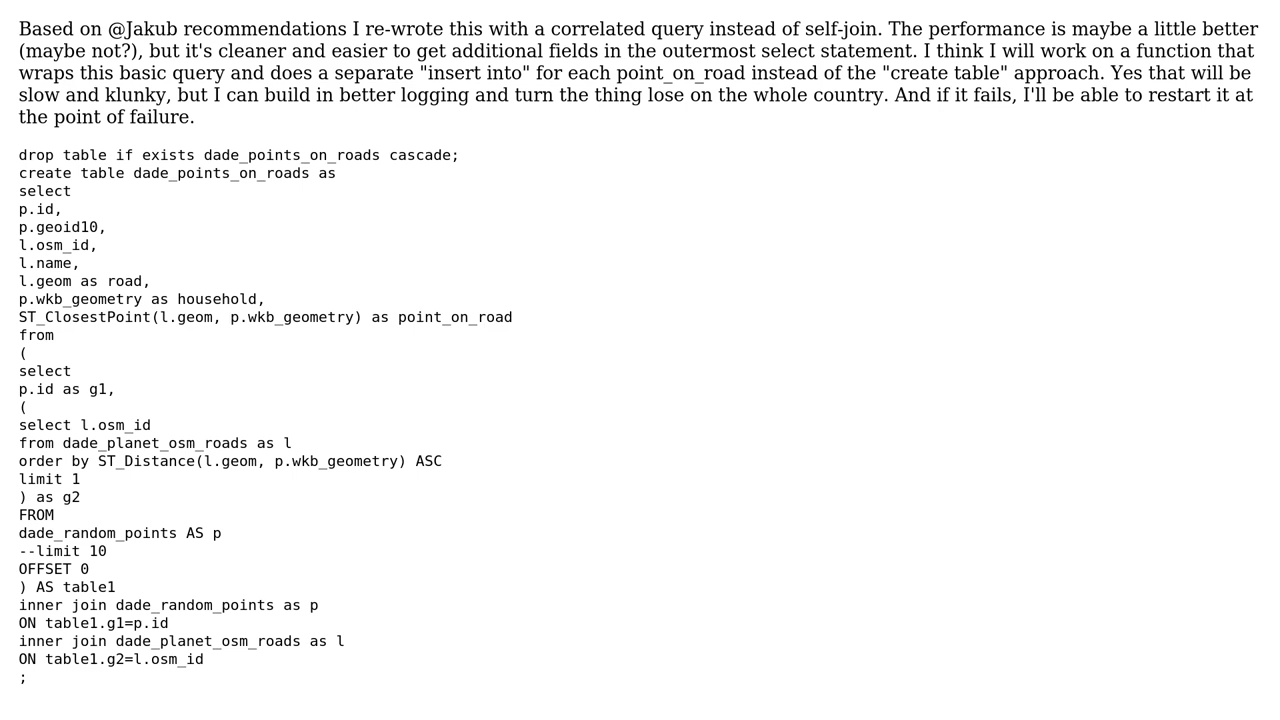 Based on @Jakub recommendations I re-wrote this with a correlated query instead of self-join. The performance is maybe a little better
(maybe not?), but it's cleaner and easier to get additional fields in the outermost select statement. I think I will work on a function that
wraps this basic query and does a separate "insert into" for each point_on_road instead of the "create table" approach. Yes that will be
slow and klunky, but I can build in better logging and turn the thing lose on the whole country. And if it fails, I'll be able to restart it at
the point of failure.
drop table if exists dade_points_on_roads cascade;
create table dade_points_on_roads as
select
p.id,
p.geoid10,
l.osm_id,
l.name,
l.geom as road,
p.wkb_geometry as household,
ST_ClosestPoint(l.geom, p.wkb_geometry) as point_on_road
from
(
select
p.id as g1,
(
select l.osm_id
from dade_planet_osm_roads as l
order by ST_Distance(l.geom, p.wkb_geometry) ASC
limit 1
) as g2
FROM
dade_random_points AS p
--limit 10
OFFSET 0
) AS table1
inner join dade_random_points as p
ON table1.g1=p.id
inner join dade_planet_osm_roads as l
ON table1.g2=l.osm_id
;